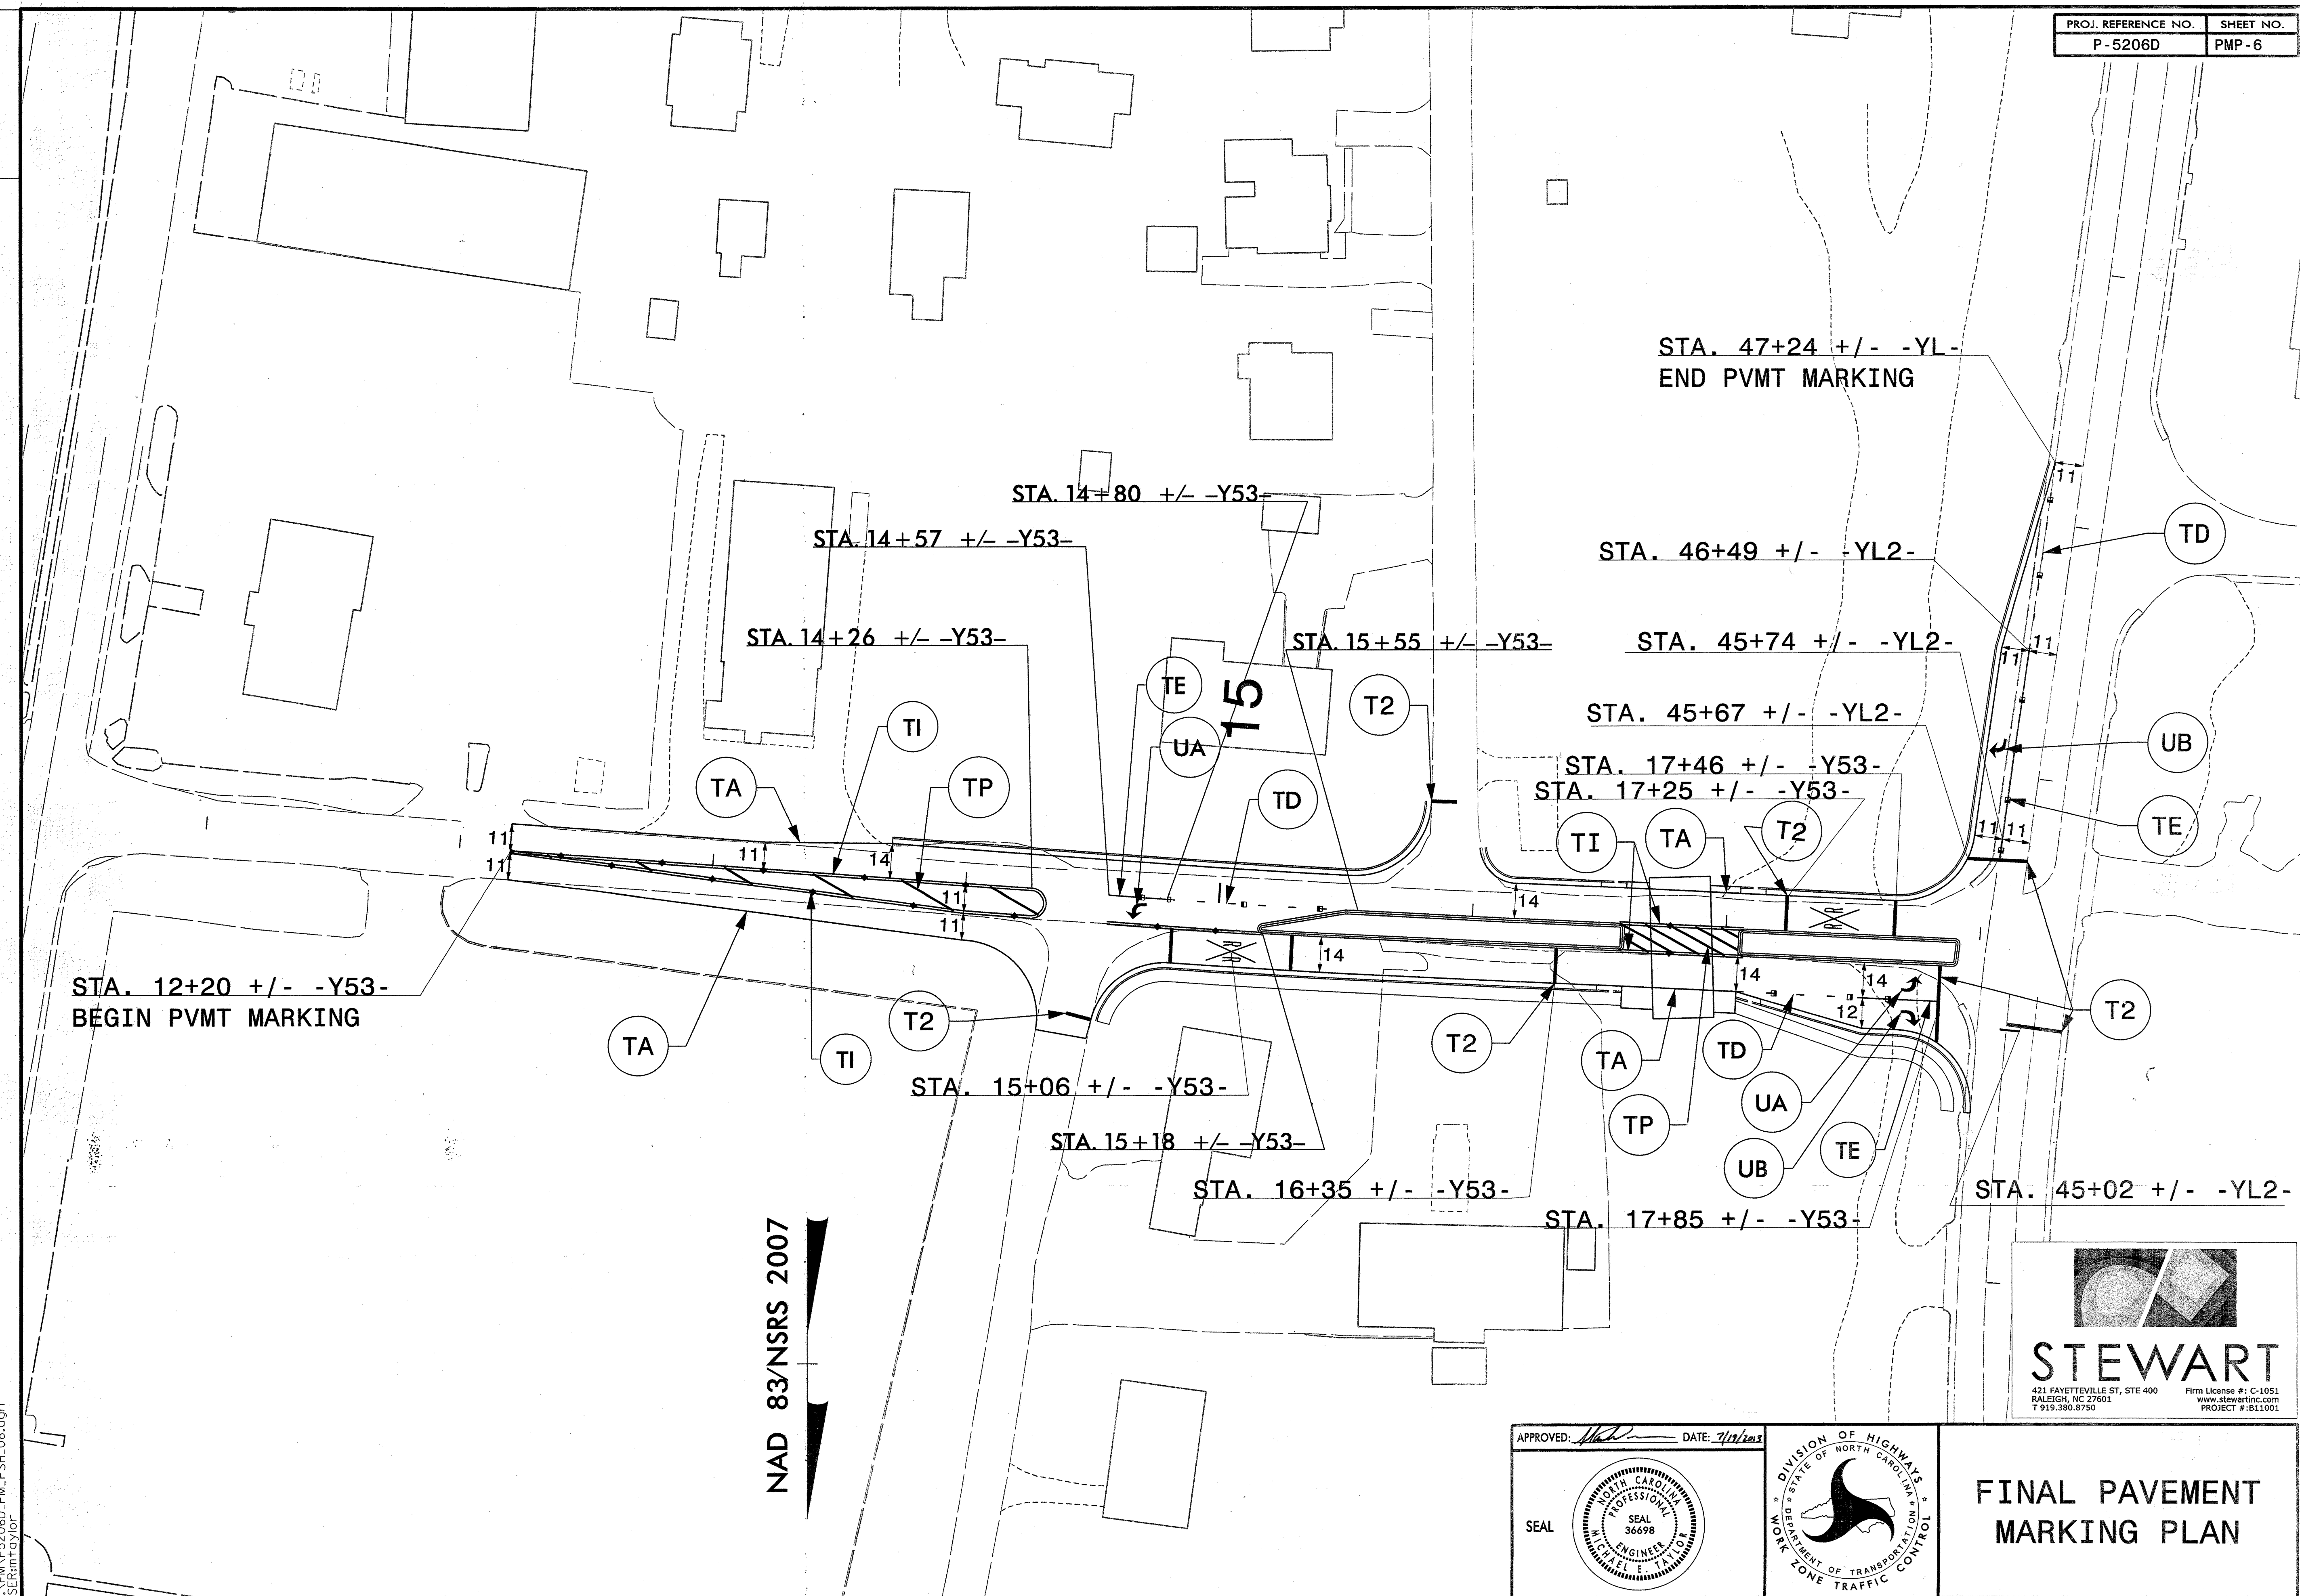 PROJ. REFERENCE NO. SHEET NO.
P-5206D PMP-6
STA. 47+24 +/- -YL-
END PVMT MARKING
11
STA. 14+80 +/- -Y53-
STA. 14+57 +/- -Y53-
TD
STA. 46+49 +/- -YL2-
STA. 14+26 +/- -Y53-
STA. 15+55 +/- -Y53-
STA. 45+74 +/- -YL2-
11 11
TE
15
T2
STA. 45+67 +/- -YL2-
TI
UA
UB
STA. 17+46 +/- -Y53-
STA. 17+25 +/- -Y53-
TA
TP
TD
TI
TA
T2
TE
11
11
11
14
11
11
14
11 11
R R
R R
14
14
14
12
STA. 12+20 +/- -Y53-
BEGIN PVMT MARKING
TA
TI
T2
T2
TA
TD
T2
STA. 15+06 +/- -Y53-
UA
TP
STA. 15+18 +/- -Y53-
UB
TE
STA. 16+35 +/- -Y53-
STA. 45+02 +/- -YL2-
STA. 17+85 +/- -Y53-
NAD 83/NSRS 2007
STEWART
421 FAYETTEVILLE ST, STE 400 Firm License #: C-1051
RALEIGH, NC 27601 www.stewartinc.com
T 919.380.8750 PROJECT #:B11001
APPROVED: DATE: 7/19/2013
SEAL
NORTH CAROLINA
PROFESSIONAL
SEAL
36698
ENGINEER
MICHAEL E. TAYLOR
DIVISION OF HIGHWAYS
STATE OF NORTH CAROLINA
DEPARTMENT OF TRANSPORTATION
WORK ZONE TRAFFIC CONTROL
FINAL PAVEMENT
MARKING PLAN